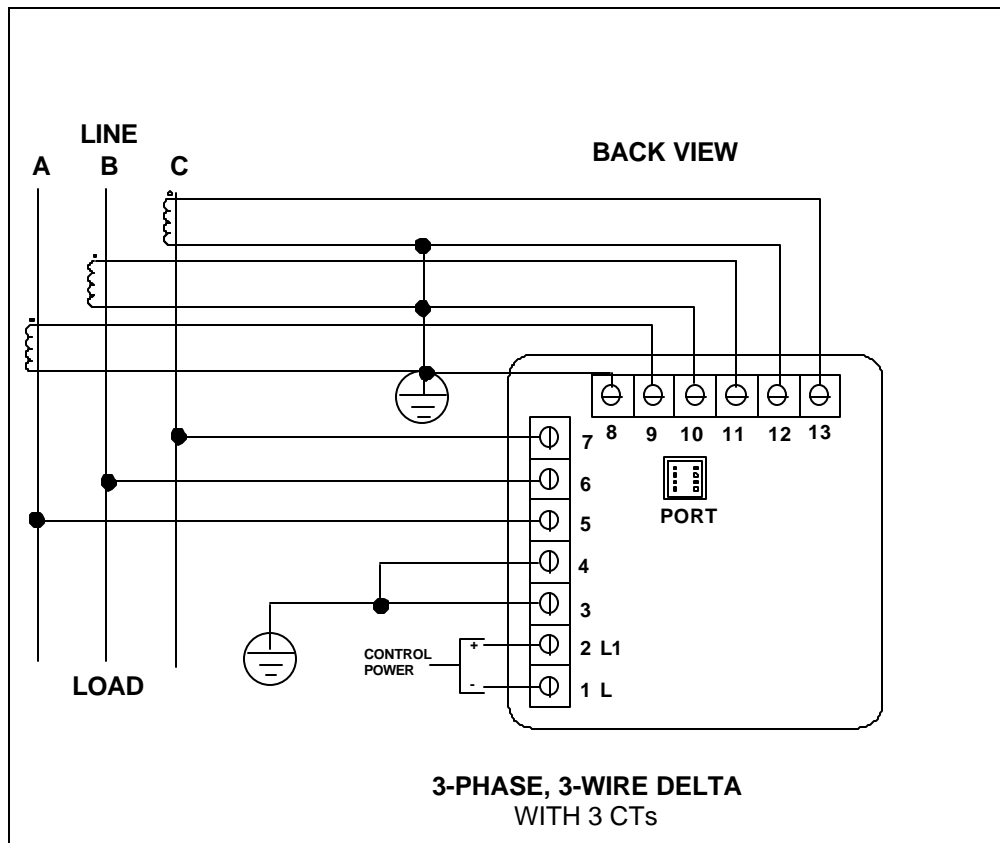 LINE
A B C
BACK VIEW
8 9 10 11 12 13
7
6
PORT
5
4
3
CONTROL
POWER
+
2 L1
-
1 L
LOAD
3-PHASE, 3-WIRE DELTA
WITH 3 CTs